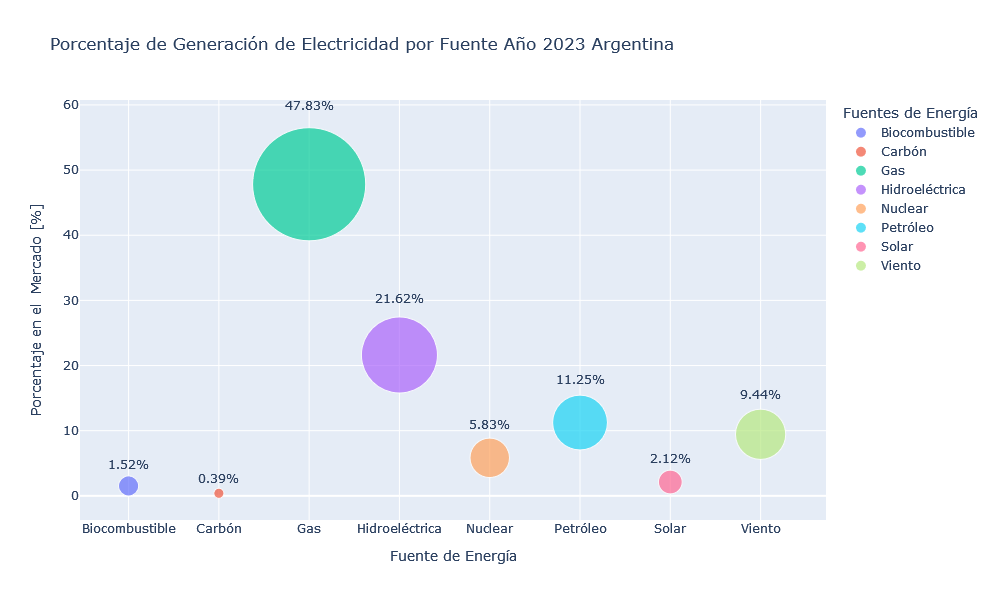 Porcentaje de Generación de Electricidad por Fuente Año 2023 Argentina
Porcentaje en el  Mercado [%]
60
50
40
30
20
10
0
47.83%
21.62%
11.25%
9.44%
5.83%
2.12%
1.52%
0.39%
Biocombustible
Carbón
Gas
Hidroeléctrica
Nuclear
Petróleo
Solar
Viento
Fuente de Energía
Fuentes de Energía
Biocombustible
Carbón
Gas
Hidroeléctrica
Nuclear
Petróleo
Solar
Viento